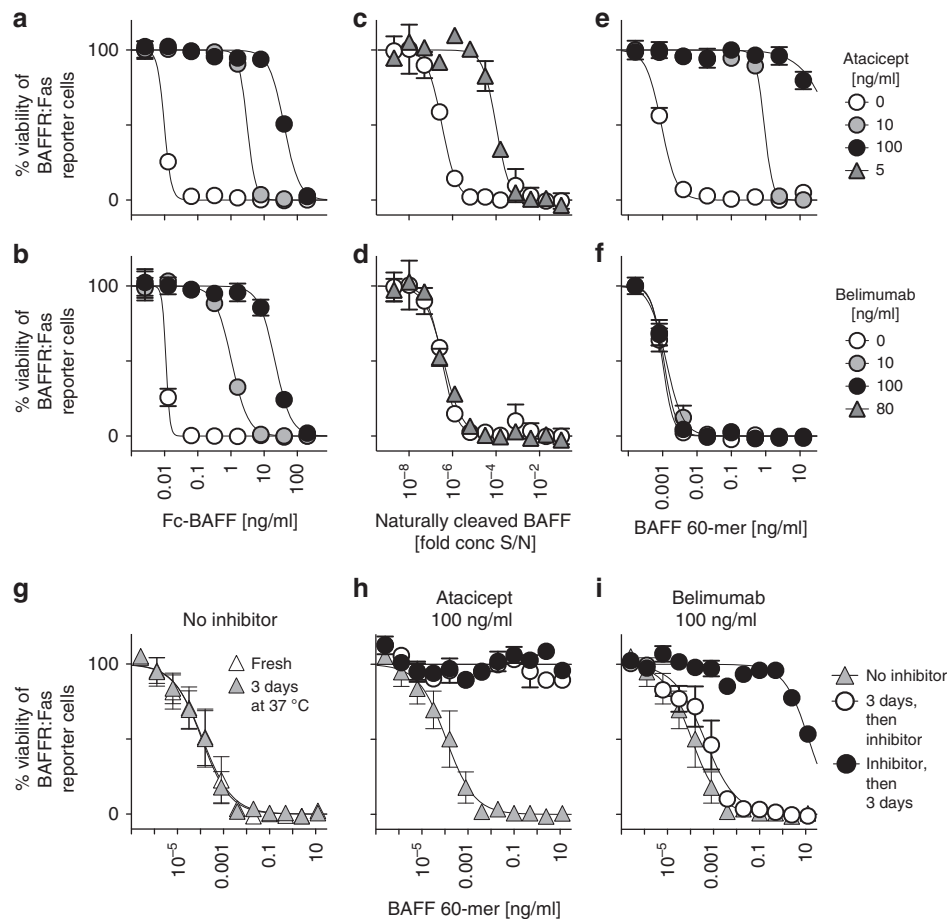 a
c
e
100
0
% viability of
BAFFR:Fas
reporter cells
Atacicept
[ng/ml]
0
10
100
5
b
d
f
100
0
% viability of
BAFFR:Fas
reporter cells
Belimumab
[ng/ml]
0
10
100
80
0.01
0.1
1
10
100
Fc-BAFF [ng/ml]
10⁻⁸
10⁻⁶
10⁻⁴
10⁻²
Naturally cleaved BAFF
[fold conc S/N]
0.001
0.01
0.1
1
10
BAFF 60-mer [ng/ml]
g
h
i
No inhibitor
Atacicept
100 ng/ml
Belimumab
100 ng/ml
100
0
% viability of
BAFFR:Fas
reporter cells
Fresh
3 days
at 37 °C
No inhibitor
3 days,
then
inhibitor
Inhibitor,
then
3 days
10⁻⁵
0.001
0.1
10
10⁻⁵
0.001
0.1
10
10⁻⁵
0.001
0.1
10
BAFF 60-mer [ng/ml]